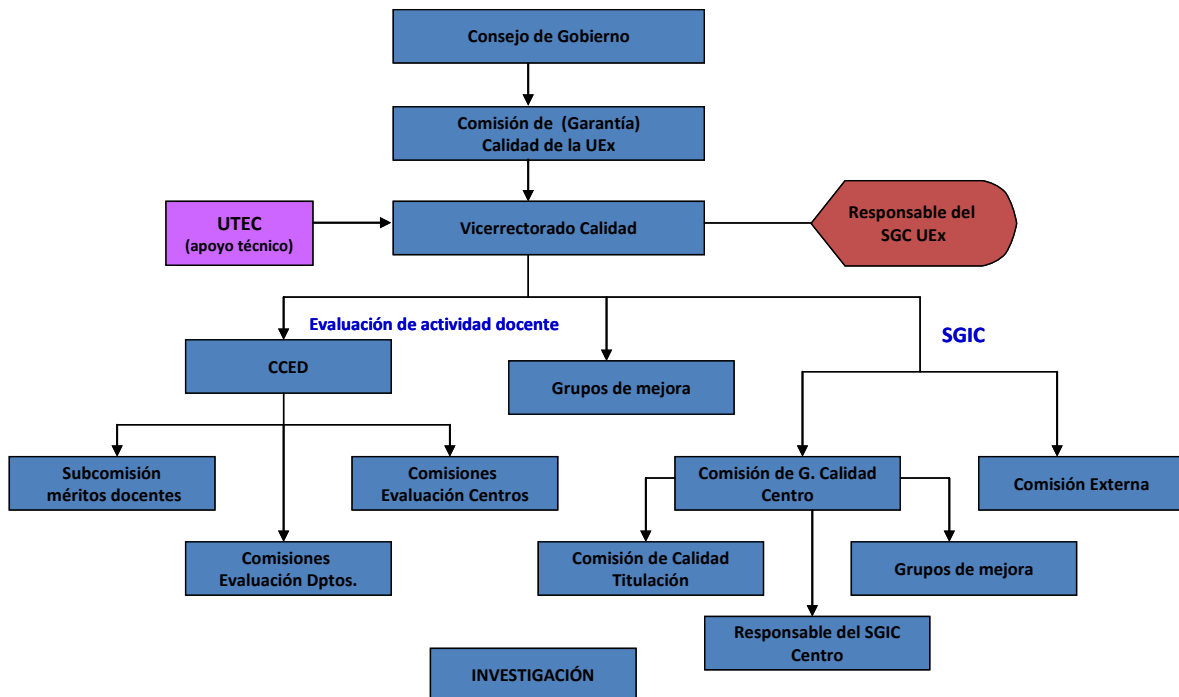 Consejo de Gobierno
Comisión de (Garantía)
Calidad de la UEx
UTEC
(apoyo técnico)
Vicerrectorado Calidad
Responsable del
SGC UEx
Evaluación de actividad docente
SGIC
CCED
Grupos de mejora
Subcomisión
méritos docentes
Comisiones
Evaluación Centros
Comisión de G. Calidad
Centro
Comisión Externa
Comisiones
Evaluación Dptos.
Comisión de Calidad
Titulación
Grupos de mejora
Responsable del SGIC
Centro
INVESTIGACIÓN